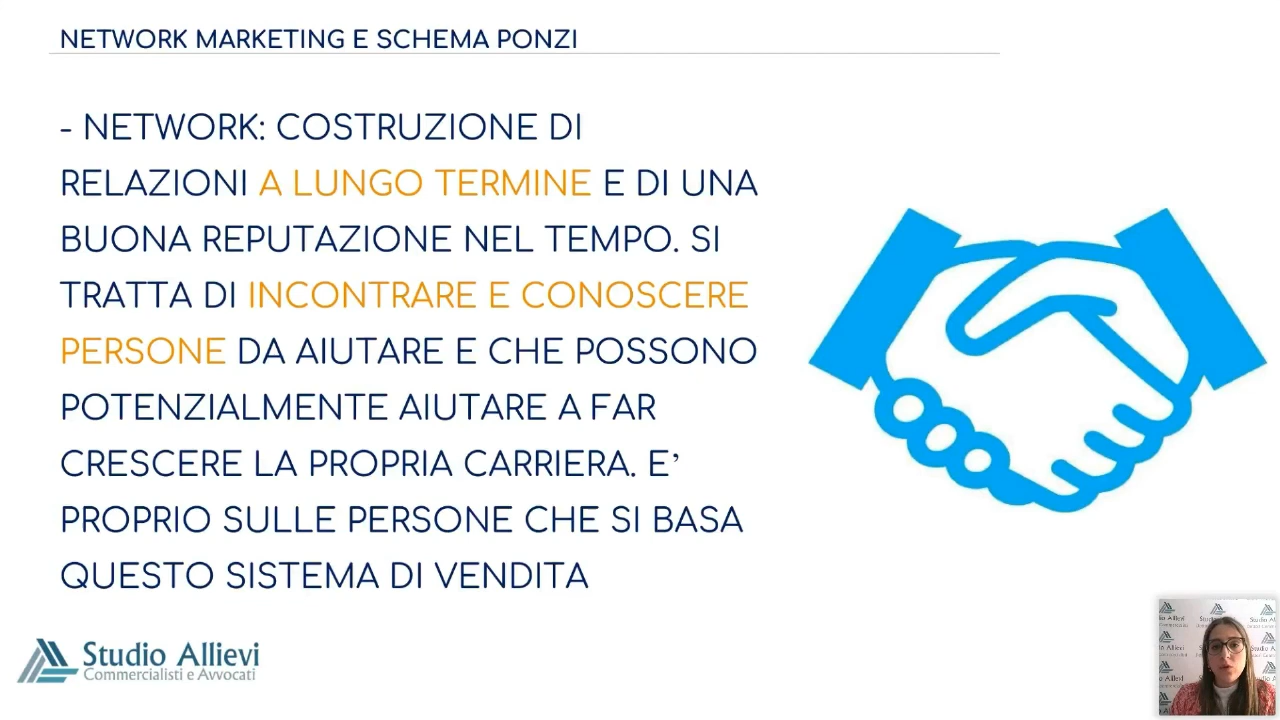 NETWORK MARKETING E SCHEMA PONZI
- NETWORK: COSTRUZIONE DI
RELAZIONI A LUNGO TERMINE E DI UNA
BUONA REPUTAZIONE NEL TEMPO. SI
TRATTA DI INCONTRARE E CONOSCERE
PERSONE DA AIUTARE E CHE POSSONO
POTENZIALMENTE AIUTARE A FAR
CRESCERE LA PROPRIA CARRIERA. E’
PROPRIO SULLE PERSONE CHE SI BASA
QUESTO SISTEMA DI VENDITA
Studio Allievi
Commercialisti e Avvocati